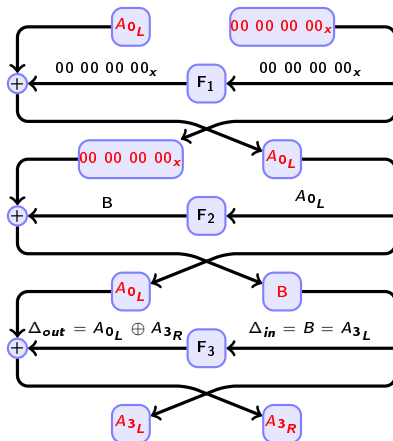 A₀L 00 00 00 00ₓ
00 00 00 00ₓ 00 00 00 00ₓ
+ F₁
00 00 00 00ₓ A₀L
B A₀L
+ F₂
A₀L B
Δout = A₀L ⊕ A₃R Δin = B = A₃L
+ F₃
A₃L A₃R